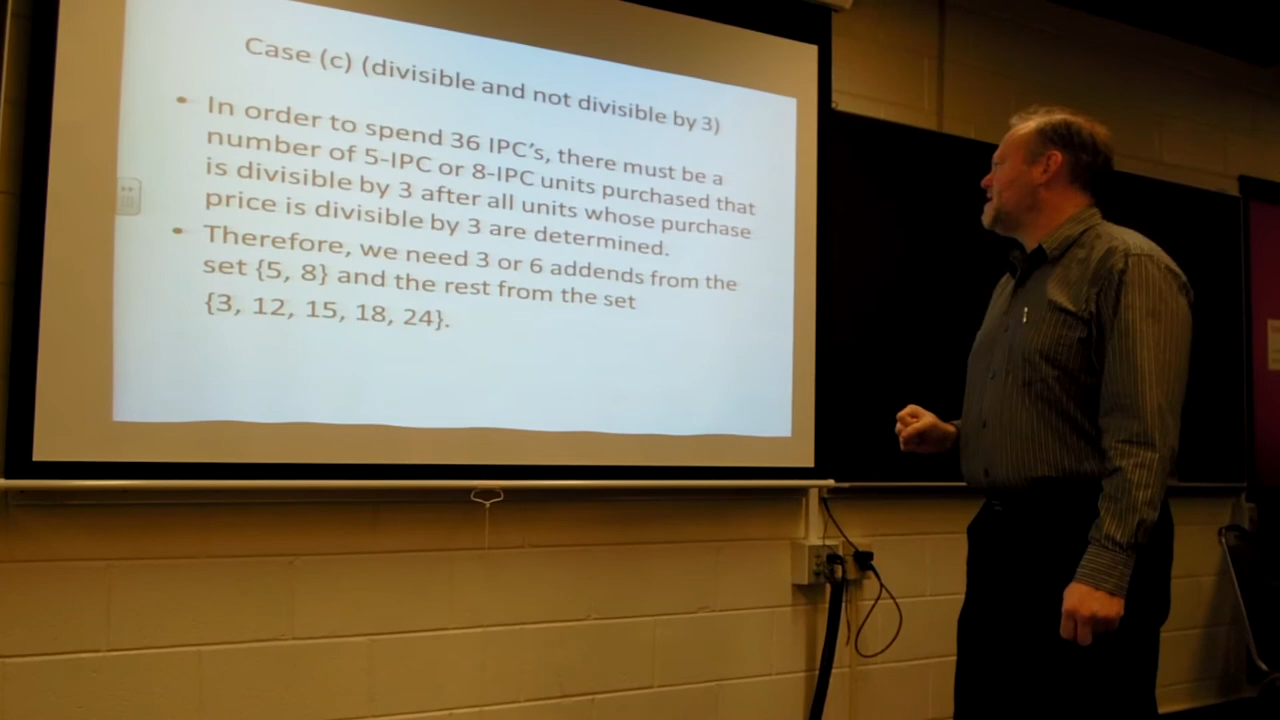 Case (c) (divisible and not divisible by 3)
• In order to spend 36 IPC's, there must be a
number of 5-IPC or 8-IPC units purchased that
is divisible by 3 after all units whose purchase
price is divisible by 3 are determined.
• Therefore, we need 3 or 6 addends from the
set {5, 8} and the rest from the set
{3, 12, 15, 18, 24}.